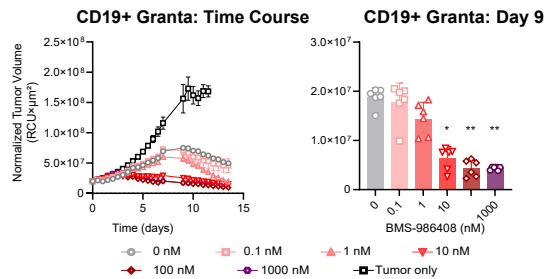 CD19+ Granta: Time Course
Normalized Tumor Volume
(RCU×μm²)
2.5×10⁸
2.0×10⁸
1.5×10⁸
1.0×10⁸
5.0×10⁷
0
0 5 10 15
Time (days)
CD19+ Granta: Day 9
3.0×10⁷
2.0×10⁷
1.0×10⁷
0
* ** **
0 0.1 1 10 1000
BMS-986408 (nM)
0 nM 0.1 nM 1 nM 10 nM
100 nM 1000 nM Tumor only